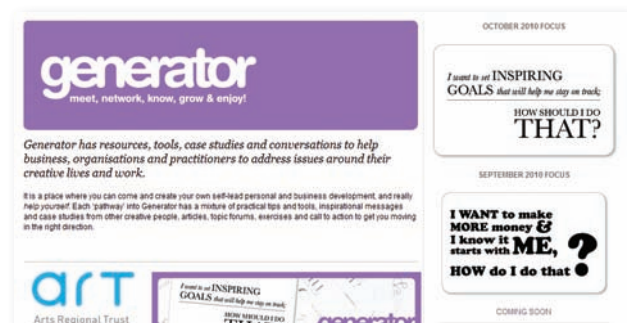 generator
meet, network, know, grow & enjoy!
Generator has resources, tools, case studies and conversations to help
business, organisations and practitioners to address issues around their
creative lives and work.
It is a place where you can come and create your own self-lead personal and business development, and really
help yourself. Each 'pathway' into Generator has a mixture of practical tips and tools, inspirational messages
and case studies from other creative people, articles, topic forums, exercises and call to action to get you moving
in the right direction.
art
Arts Regional Trust
I want to set INSPIRING
GOALS that will help me stay on track;
HOW SHOULD I DO
THAT?
generator
OCTOBER 2010 FOCUS
I want to set INSPIRING
GOALS that will help me stay on track;
HOW SHOULD I DO
THAT?
SEPTEMBER 2010 FOCUS
I WANT to make
MORE money &
I know it
starts with ME,
HOW do I do that ?
COMING SOON